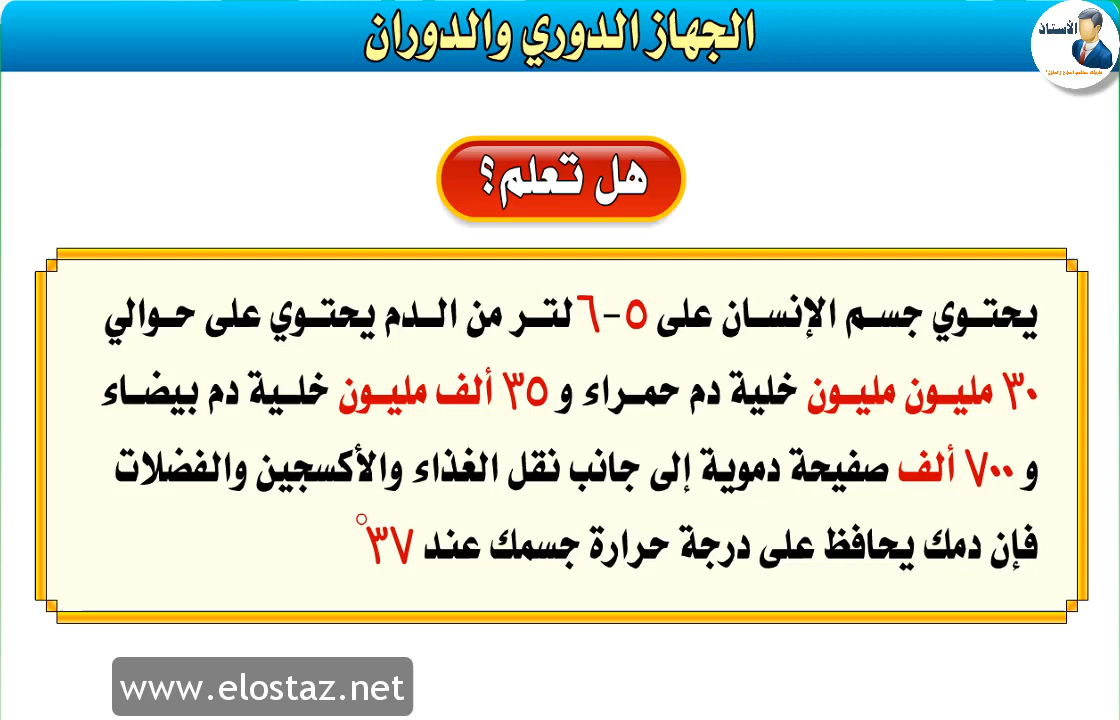 الجهاز الدوري والدوران
الأستاذ
هل تعلم؟
يحتوي جسم الإنسان على ٥-٦ لتر من الدم يحتوي على حوالي
٣٠ مليون مليون خلية دم حمراء و ٣٥ ألف مليون خلية دم بيضاء
و ٧٠٠ ألف صفيحة دموية إلى جانب نقل الغذاء والأكسجين والفضلات
فإن دمك يحافظ على درجة حرارة جسمك عند ٣٧°
www.elostaz.net